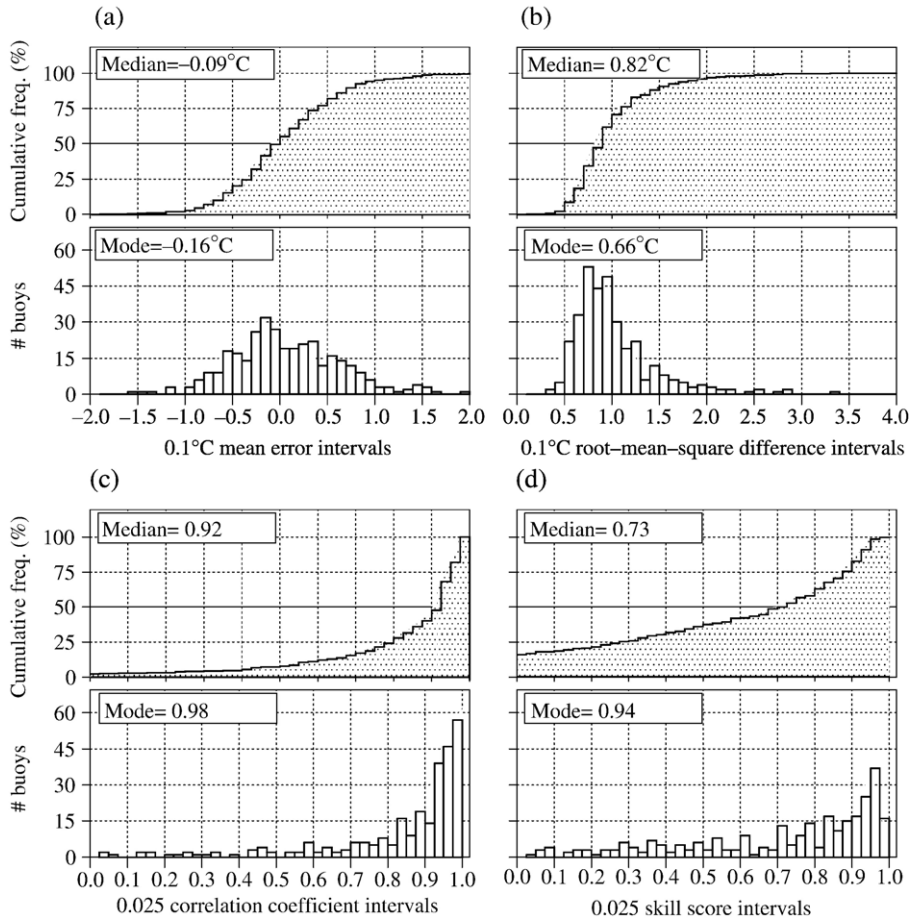 (a)
Cumulative freq. (%)
100
75
50
25
0
Median=–0.09°C
# buoys
60
45
30
15
0
Mode=–0.16°C
–2.0 –1.5 –1.0 –0.5 0.0 0.5 1.0 1.5 2.0
0.1°C mean error intervals
(b)
Median= 0.82°C
Mode= 0.66°C
0.0 0.5 1.0 1.5 2.0 2.5 3.0 3.5 4.0
0.1°C root–mean–square difference intervals
(c)
Cumulative freq. (%)
100
75
50
25
0
Median= 0.92
# buoys
60
45
30
15
0
Mode= 0.98
0.0 0.1 0.2 0.3 0.4 0.5 0.6 0.7 0.8 0.9 1.0
0.025 correlation coefficient intervals
(d)
Median= 0.73
Mode= 0.94
0.0 0.1 0.2 0.3 0.4 0.5 0.6 0.7 0.8 0.9 1.0
0.025 skill score intervals